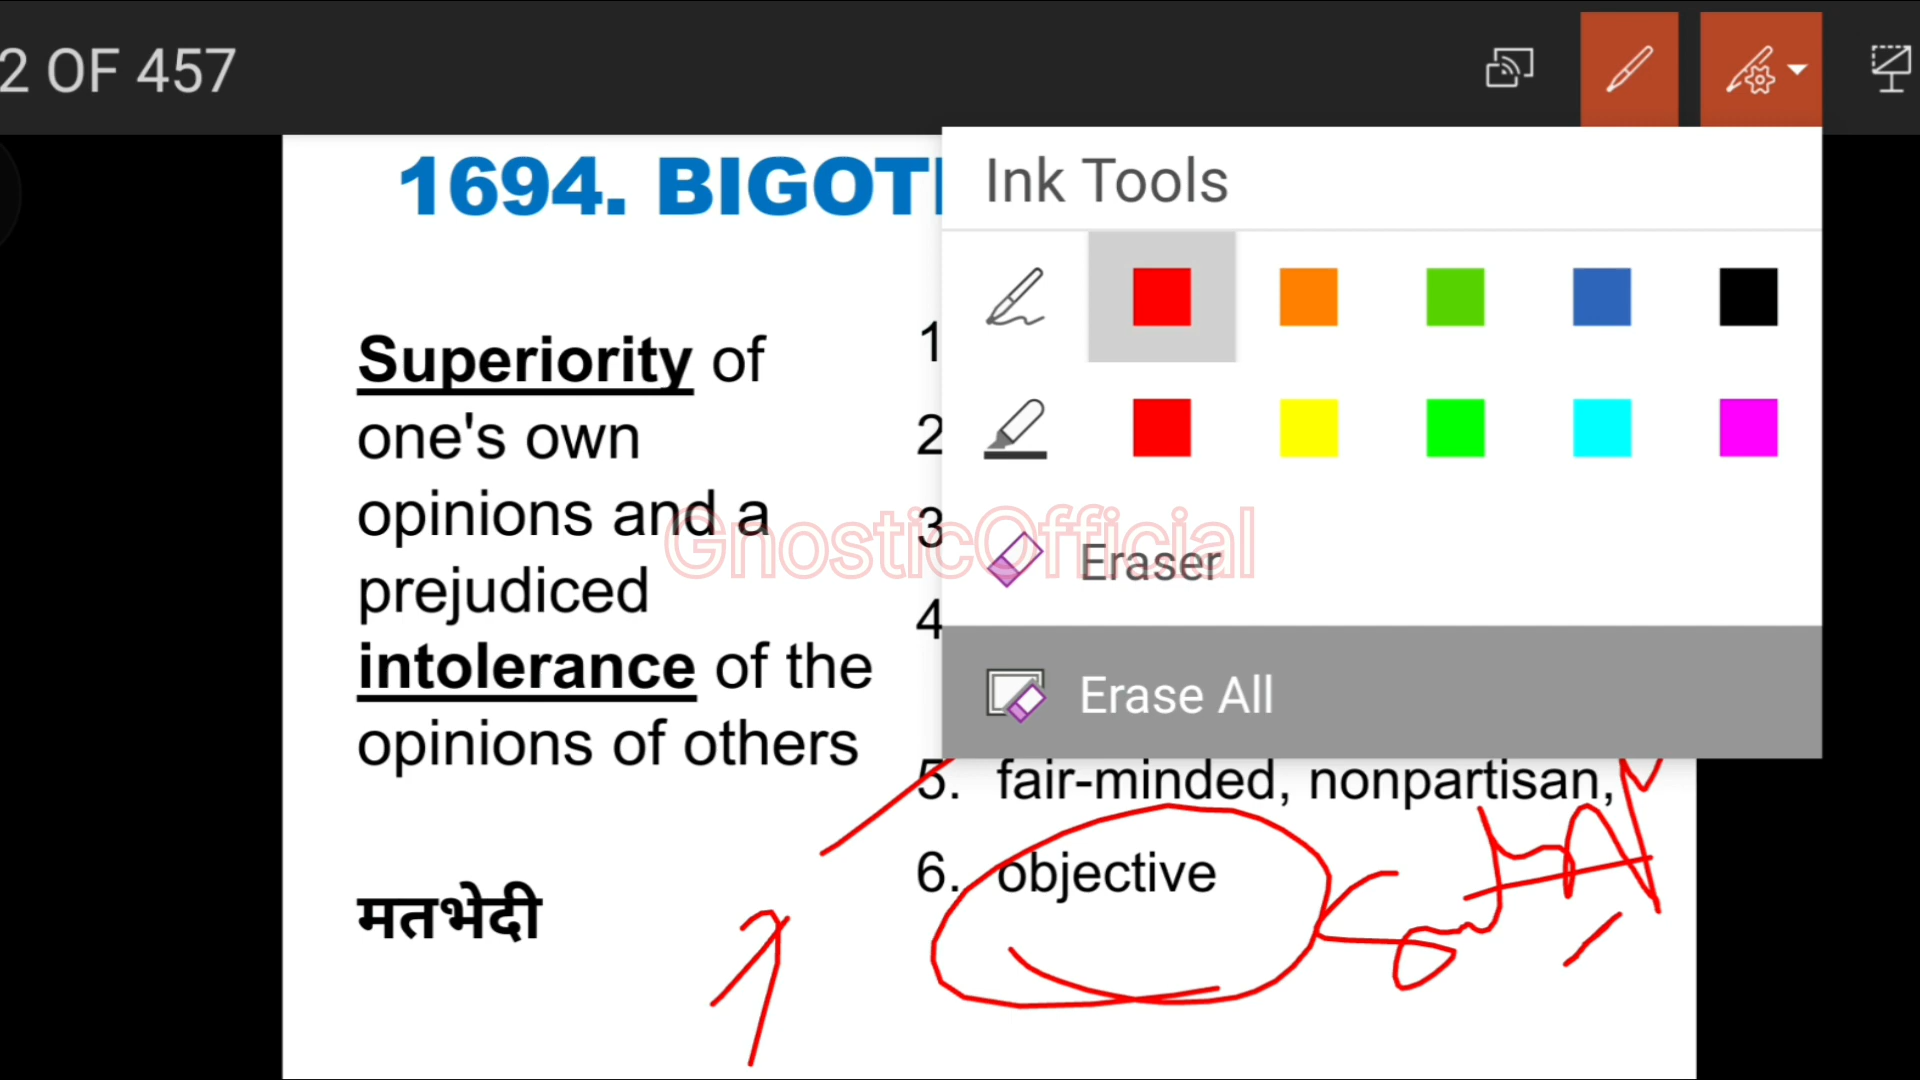 2 OF 457
1694. BIGOT
Ink Tools
Superiority of
one's own
opinions and a
prejudiced
intolerance of the
opinions of others
मतभेदी
1
2
3
4
5. fair-minded, nonpartisan,
6. objective
Eraser
Erase All
GnosticOfficial